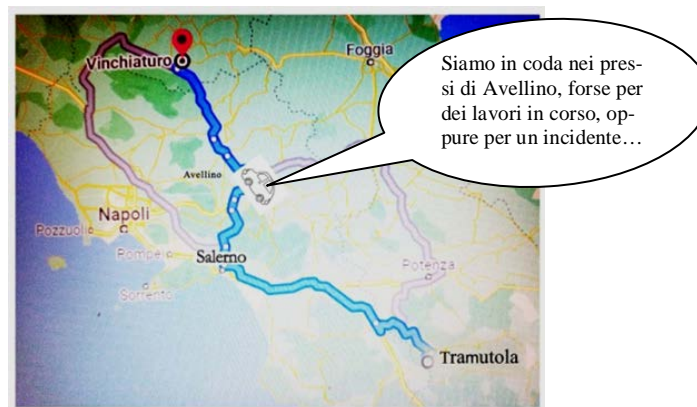 Foggia
Siamo in coda nei pres-
si di Avellino, forse per
dei lavori in corso, op-
pure per un incidente…
Vinchiaturo
Avellino
Napoli
Pozzuoli
Pompei
Salerno
Sorrento
Potenza
Tramutola